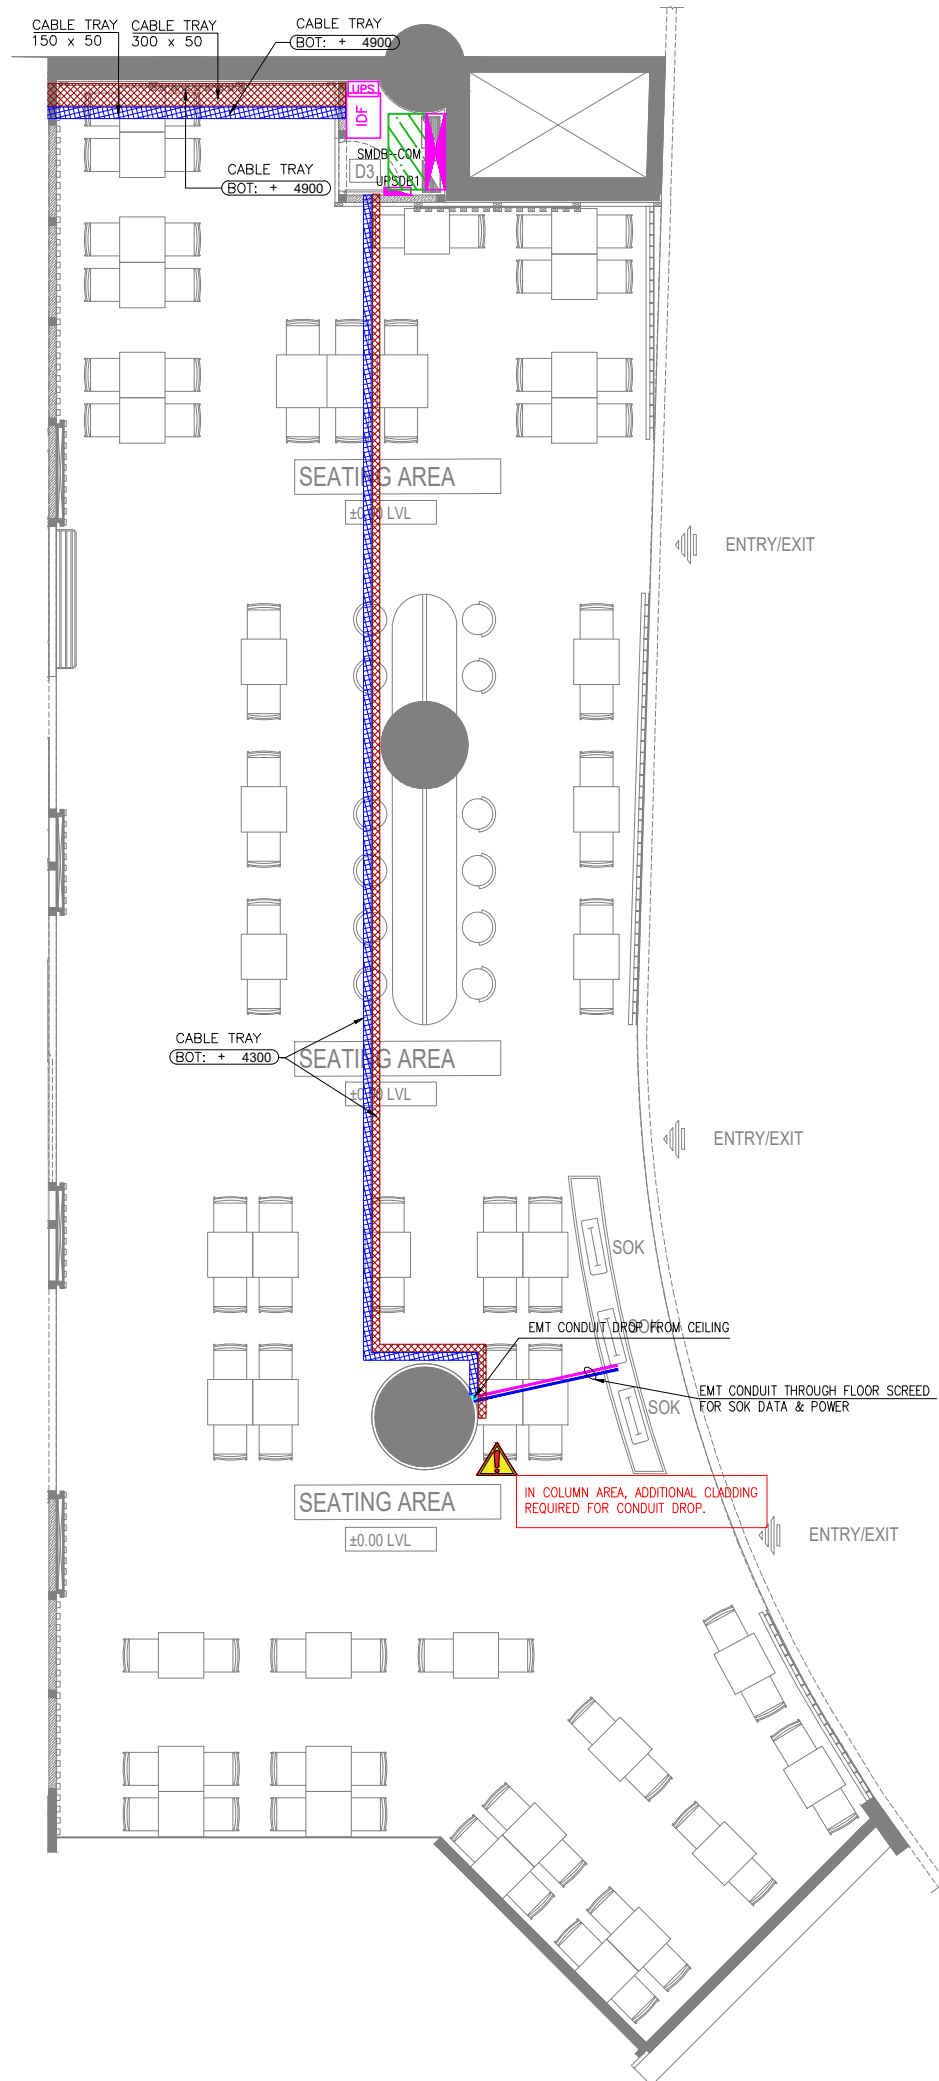 CABLE TRAY
150 x 50
CABLE TRAY
300 x 50
CABLE TRAY
BOT: + 4900
UPS
IDF
SMDB-COM
D3
UPSDB1
CABLE TRAY
BOT: + 4900
SEATING AREA
±0.00 LVL
ENTRY/EXIT
CABLE TRAY
BOT: + 4300
SEATING AREA
±0.00 LVL
ENTRY/EXIT
SOK
EMT CONDUIT DROP FROM CEILING
SOK
EMT CONDUIT THROUGH FLOOR SCREED
FOR SOK DATA & POWER
SOK
IN COLUMN AREA, ADDITIONAL CLADDING
REQUIRED FOR CONDUIT DROP.
SEATING AREA
±0.00 LVL
ENTRY/EXIT